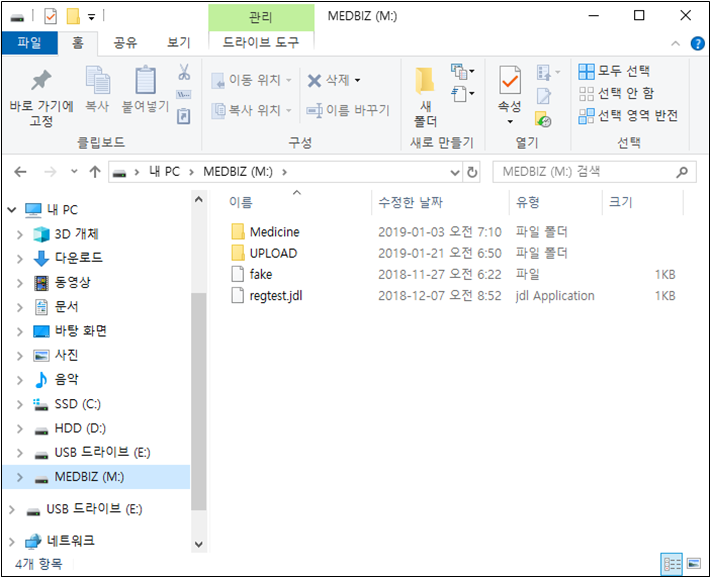 관리
MEDBIZ (M:)
파일
홈
공유
보기
드라이브 도구
바로 가기에
고정
복사
붙여넣기
클립보드
이동 위치
복사 위치
삭제
이름 바꾸기
구성
새
폴더
새로 만들기
속성
열기
모두 선택
선택 안 함
선택 영역 반전
선택
내 PC
MEDBIZ (M:)
MEDBIZ (M:) 검색
이름
수정한 날짜
유형
크기
Medicine 2019-01-03 오전 7:10 파일 폴더
UPLOAD 2019-01-21 오전 6:50 파일 폴더
fake 2018-11-27 오전 6:22 파일 1KB
regtest.jdl 2018-12-07 오전 8:52 jdl Application 1KB
내 PC
3D 개체
다운로드
동영상
문서
바탕 화면
사진
음악
SSD (C:)
HDD (D:)
USB 드라이브 (E:)
MEDBIZ (M:)
USB 드라이브 (E:)
네트워크
4개 항목